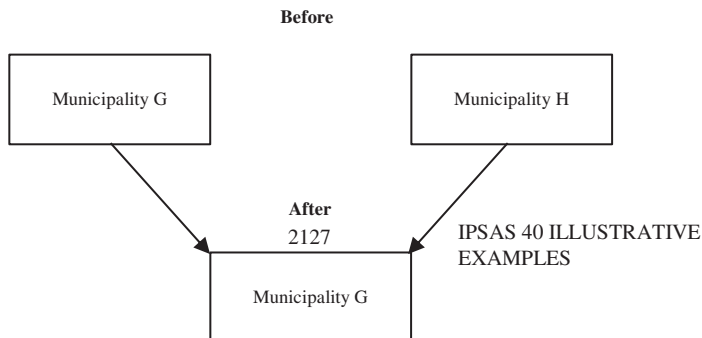 Before
Municipality G
Municipality H
After
2127
IPSAS 40 ILLUSTRATIVE
EXAMPLES
Municipality G